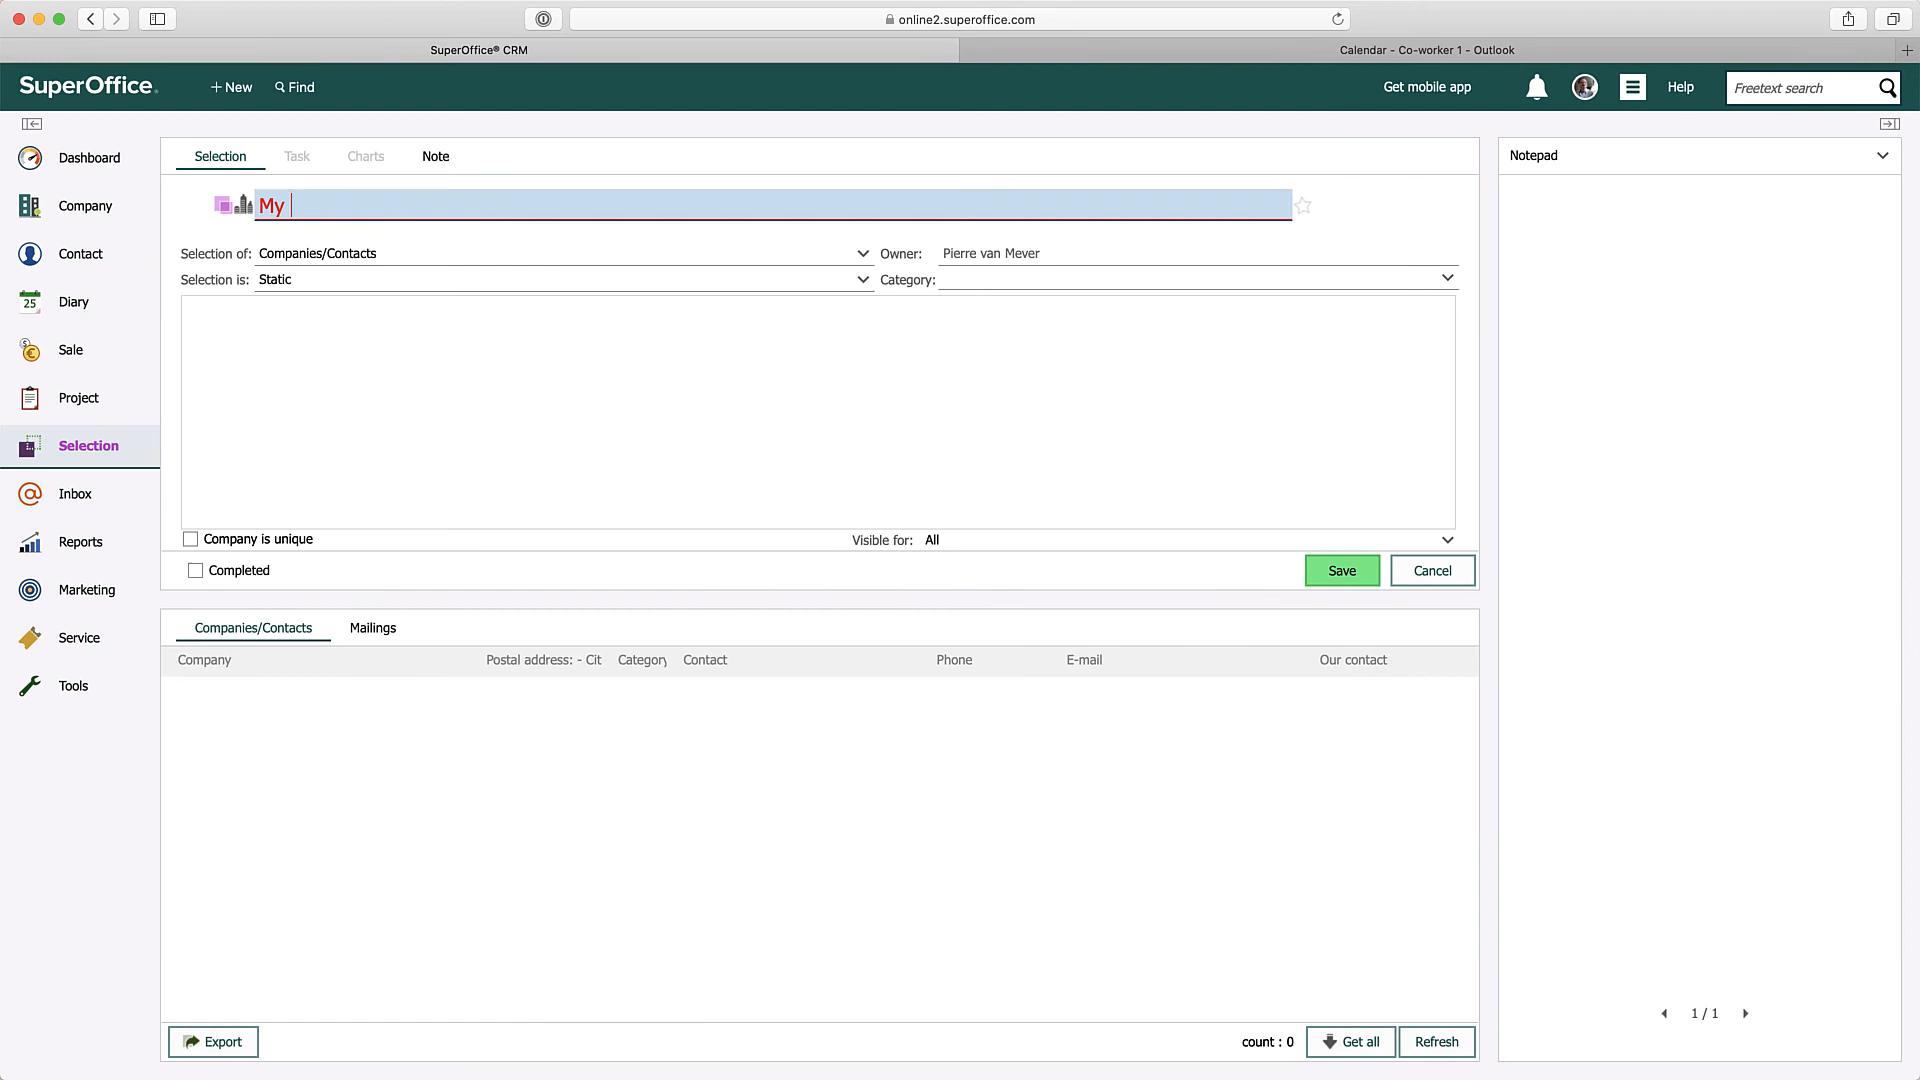 online2.superoffice.com
SuperOffice® CRM
Calendar - Co-worker 1 - Outlook
SuperOffice.
+ New
Find
Get mobile app
Help
Freetext search
Dashboard
Company
Contact
25
Diary
Sale
Project
Selection
Inbox
Reports
Marketing
Service
Tools
Selection
Task
Charts
Note
My
Selection of: Companies/Contacts
Owner: Pierre van Mever
Selection is: Static
Category:
Company is unique
Visible for: All
Completed
Save
Cancel
Companies/Contacts
Mailings
Company
Postal address: - Cit
Category
Contact
Phone
E-mail
Our contact
Export
count : 0
Get all
Refresh
Notepad
1 / 1